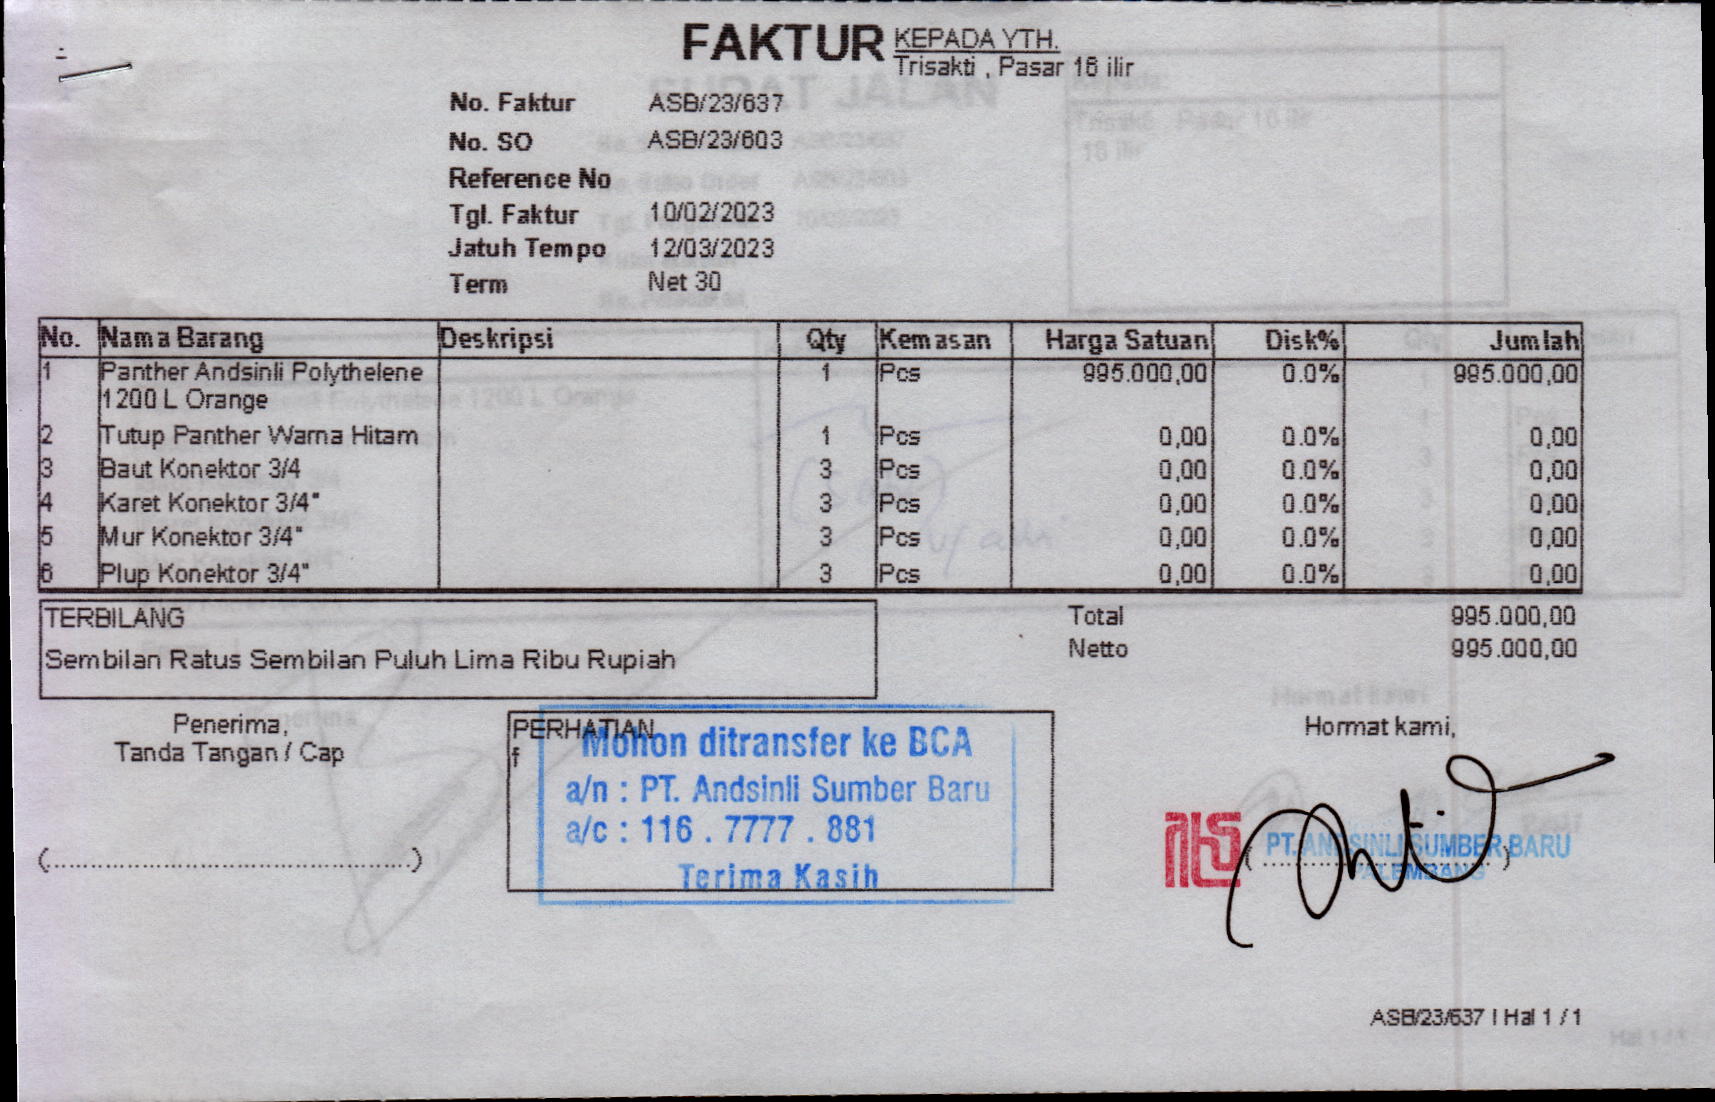 FAKTUR
KEPADA YTH.
Trisakti , Pasar 16 ilir
No. Faktur ASB/23/637
No. SO ASB/23/603
Reference No
Tgl. Faktur 10/02/2023
Jatuh Tempo 12/03/2023
Term Net 30
No. Nama Barang Deskripsi Qty Kemasan Harga Satuan Disk% Jumlah
1 Panther Andsinli Polythelene 1 Pcs 995.000,00 0.0% 995.000,00
1200 L Orange
2 Tutup Panther Warna Hitam 1 Pcs 0,00 0.0% 0,00
3 Baut Konektor 3/4 3 Pcs 0,00 0.0% 0,00
4 Karet Konektor 3/4" 3 Pcs 0,00 0.0% 0,00
5 Mur Konektor 3/4" 3 Pcs 0,00 0.0% 0,00
6 Plup Konektor 3/4" 3 Pcs 0,00 0.0% 0,00
TERBILANG
Sembilan Ratus Sembilan Puluh Lima Ribu Rupiah
Total 995.000,00
Netto 995.000,00
Penerima,
Tanda Tangan / Cap
(........................................)
PERHATIAN
f
Mohon ditransfer ke BCA
a/n : PT. Andsinli Sumber Baru
a/c : 116 . 7777 . 881
Terima Kasih
Hormat kami,
PT. ANDSINLI SUMBER BARU
PALEMBANG
ASB/23/637 | Hal 1 / 1